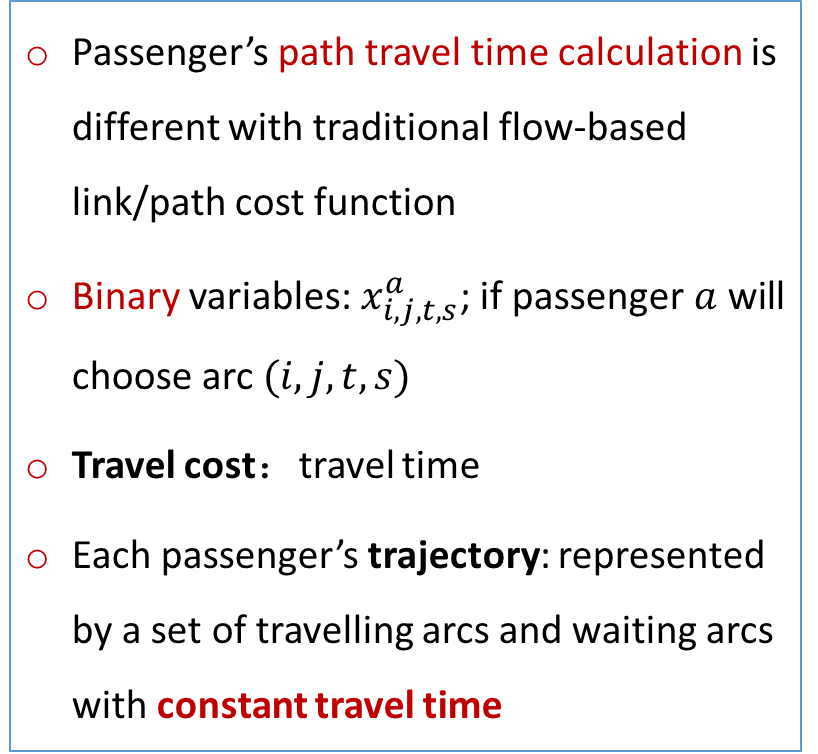 ○ Passenger’s path travel time calculation is
different with traditional flow-based
link/path cost function
○ Binary variables: $x^{a}_{i,j,t,s}$; if passenger $a$ will
choose arc $(i, j, t, s)$
○ Travel cost： travel time
○ Each passenger’s trajectory: represented
by a set of travelling arcs and waiting arcs
with constant travel time